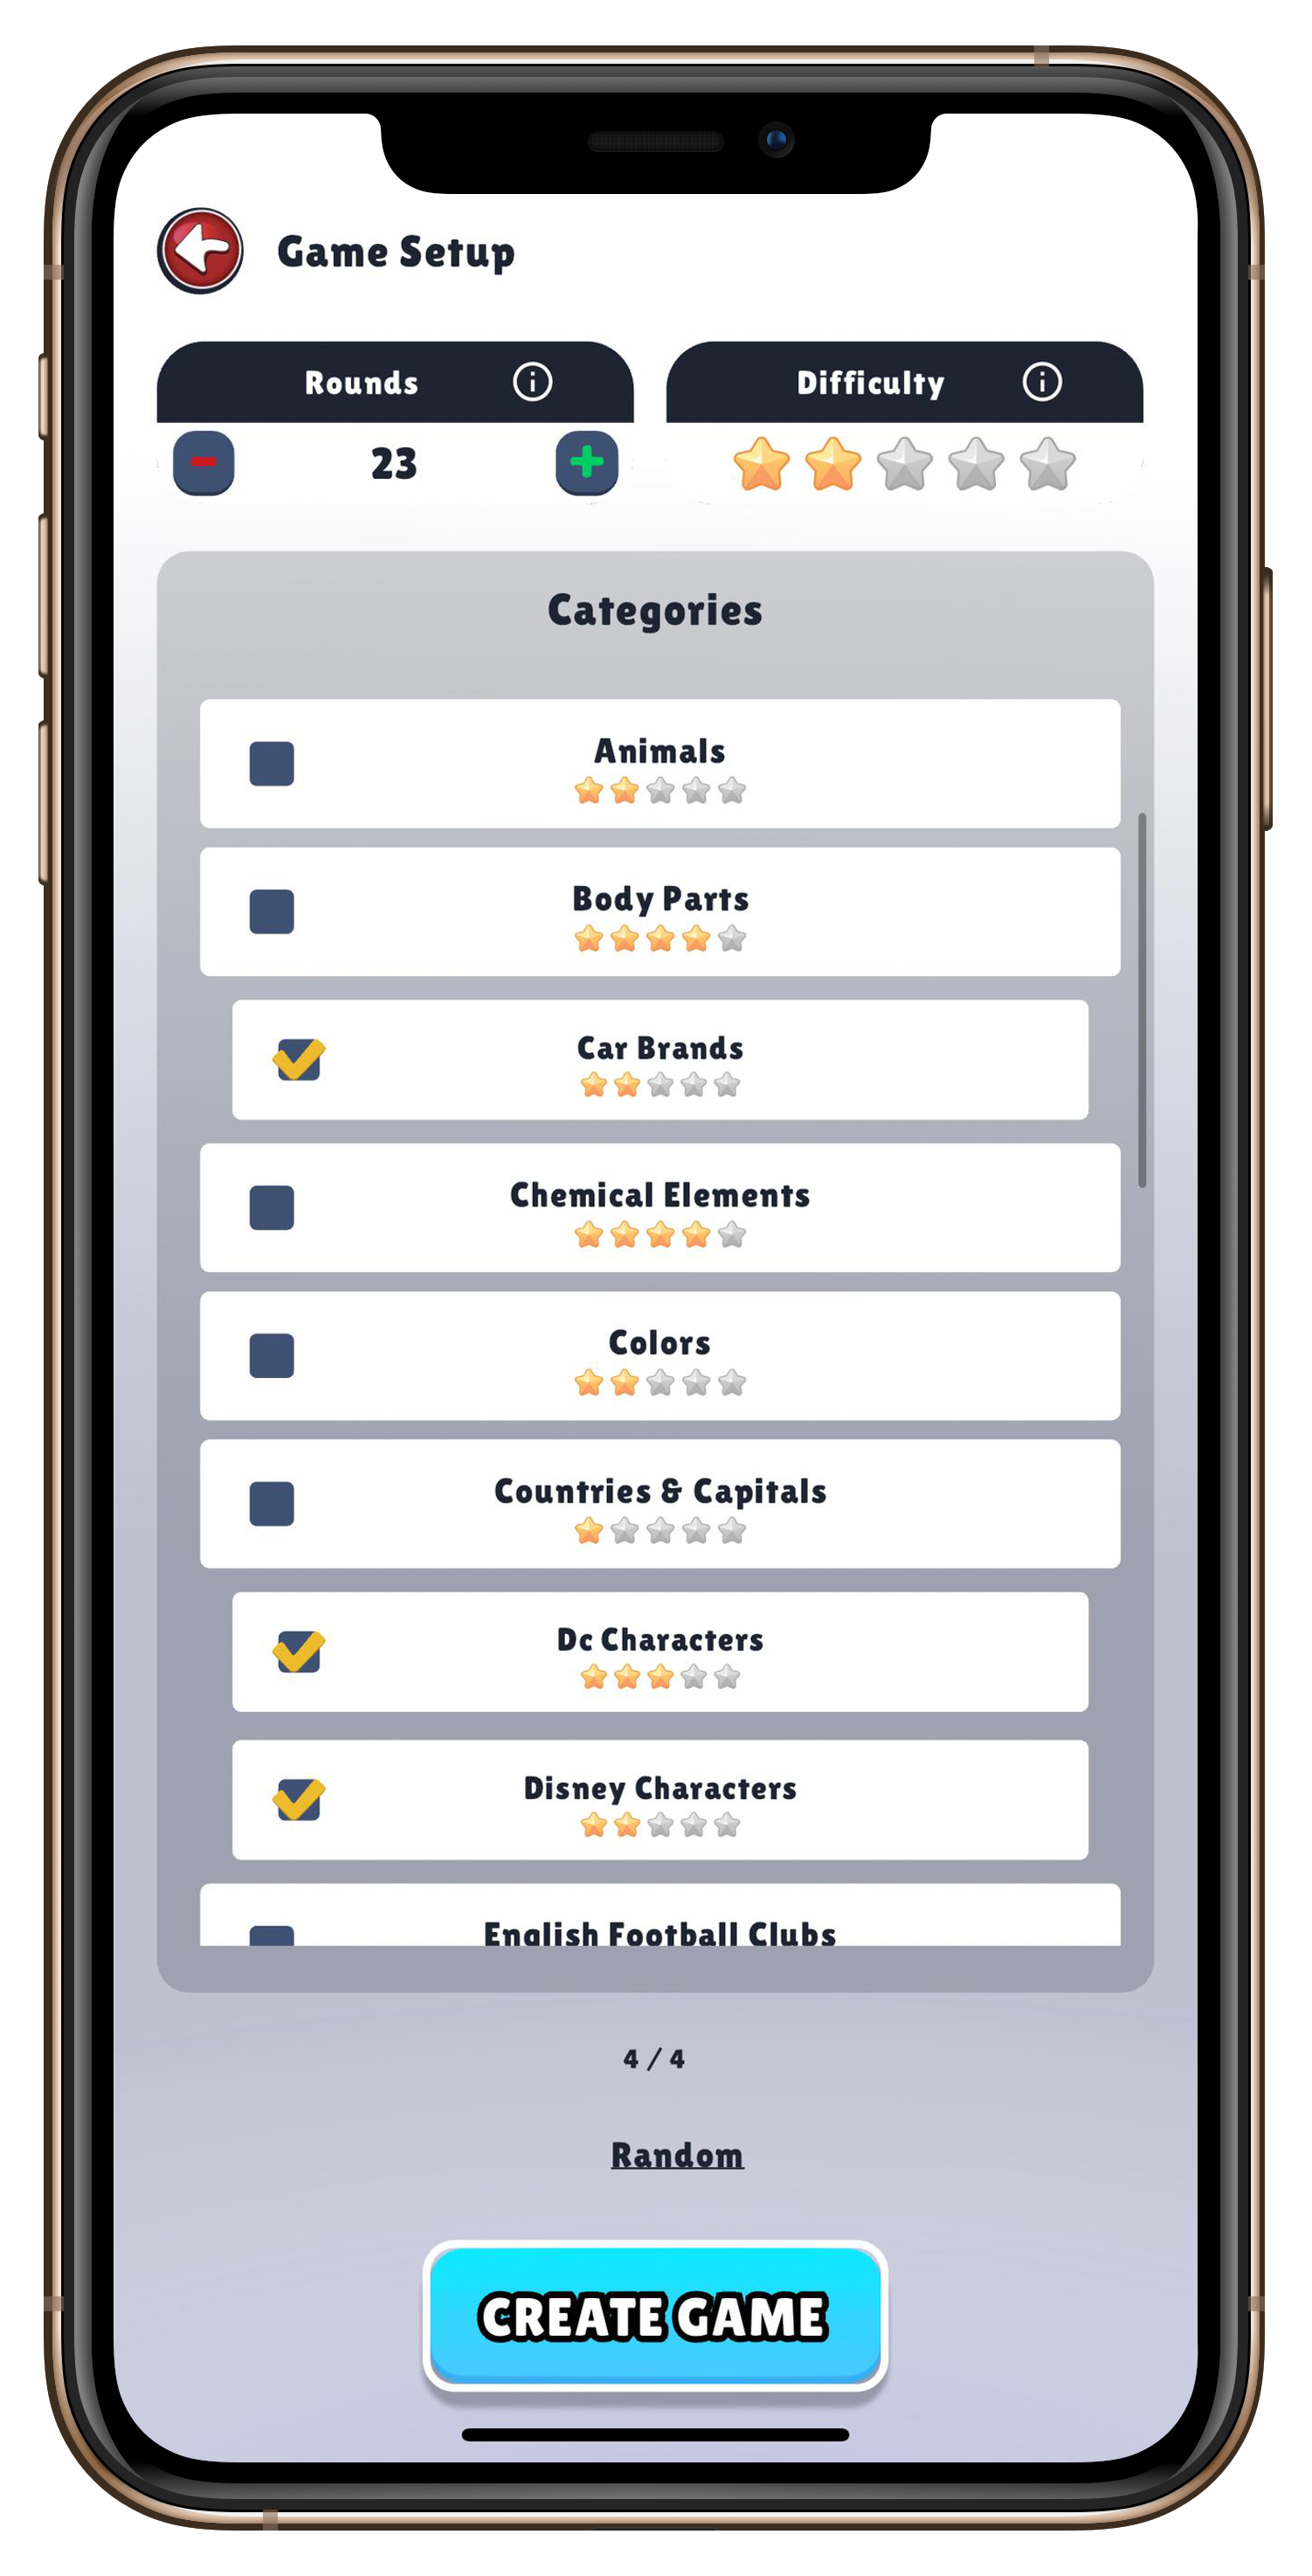 Game Setup
Rounds
Difficulty
23
Categories
Animals
Body Parts
Car Brands
Chemical Elements
Colors
Countries & Capitals
Dc Characters
Disney Characters
English Football Clubs
4 / 4
Random
CREATE GAME